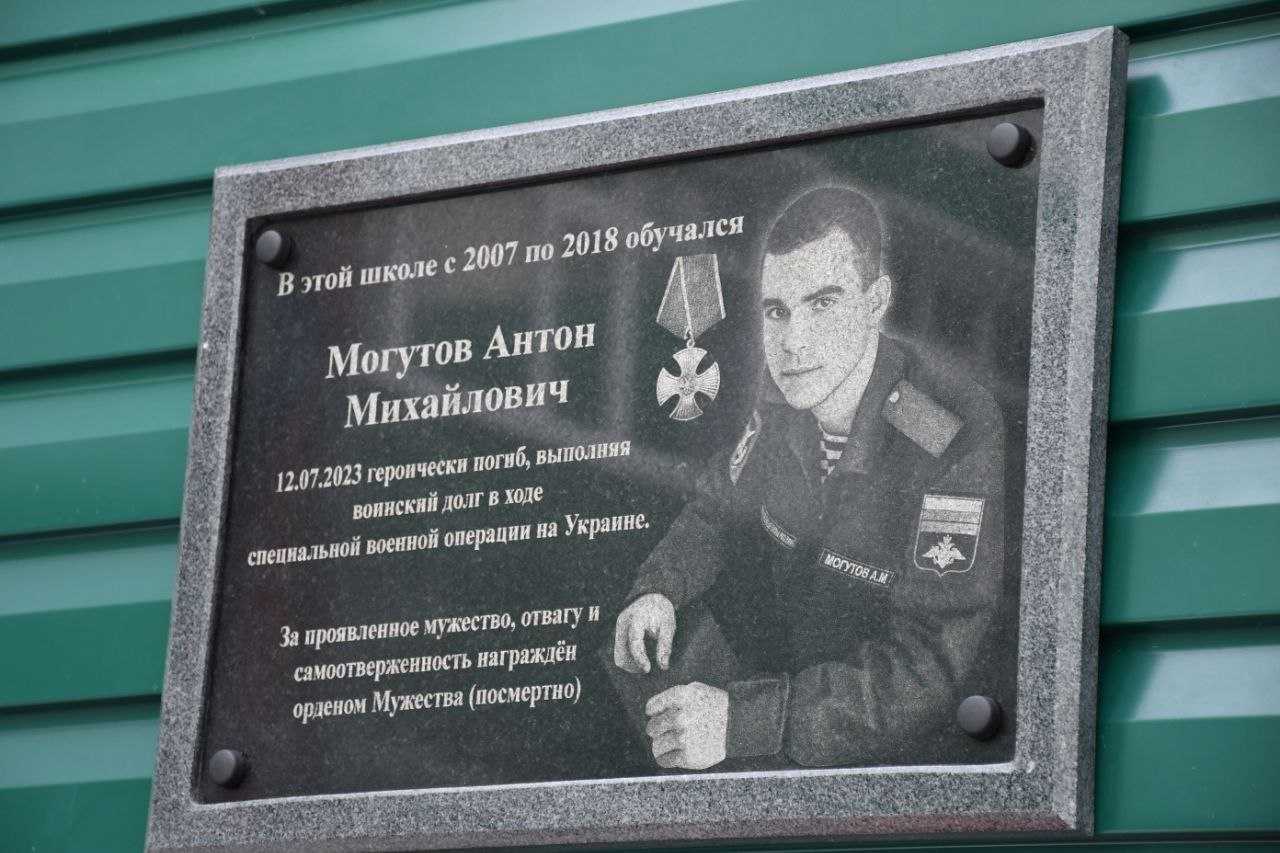 В этой школе с 2007 по 2018 обучался
Могутов Антон
Михайлович
12.07.2023 героически погиб, выполняя
воинский долг в ходе
специальной военной операции на Украине.
За проявленное мужество, отвагу и
самоотверженность награждён
орденом Мужества (посмертно)
МОГУТОВ А.М